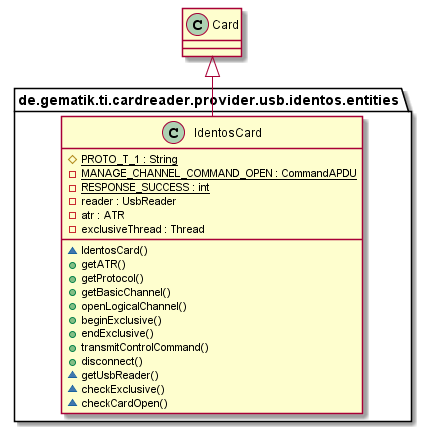 C Card
de.gematik.ti.cardreader.provider.usb.identos.entities
C IdentosCard
PROTO_T_1 : String
MANAGE_CHANNEL_COMMAND_OPEN : CommandAPDU
RESPONSE_SUCCESS : int
reader : UsbReader
atr : ATR
exclusiveThread : Thread
IdentosCard()
getATR()
getProtocol()
getBasicChannel()
openLogicalChannel()
beginExclusive()
endExclusive()
transmitControlCommand()
disconnect()
getUsbReader()
checkExclusive()
checkCardOpen()